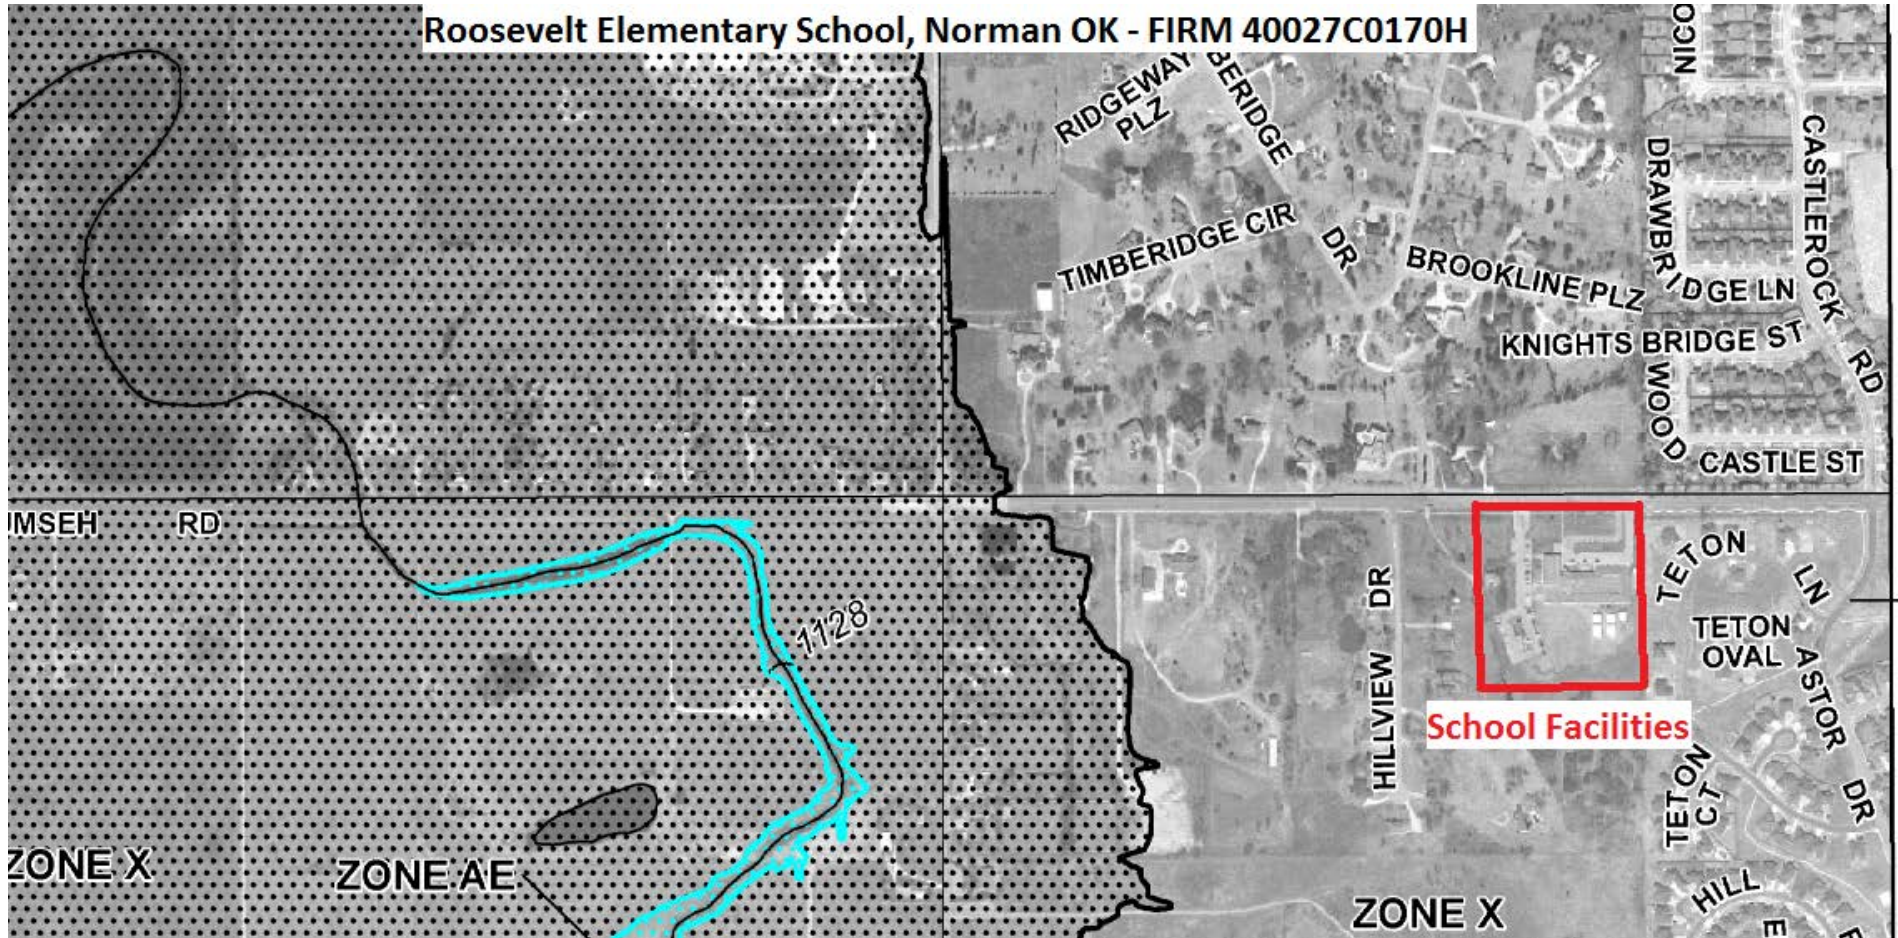 Roosevelt Elementary School, Norman OK - FIRM 40027C0170H
RIDGEWAY
PLZ
BERIDGE
DR
TIMBERIDGE CIR
BROOKLINE PLZ
DRAWBRIDGE LN
CASTLEROCK
RD
KNIGHTS BRIDGE ST
WOOD
CASTLE ST
UMSEH RD
1128
HILLVIEW DR
TETON
LN
TETON
OVAL
ASTOR
DR
School Facilities
TETON
CT
ZONE X
ZONE AE
ZONE X
HILL